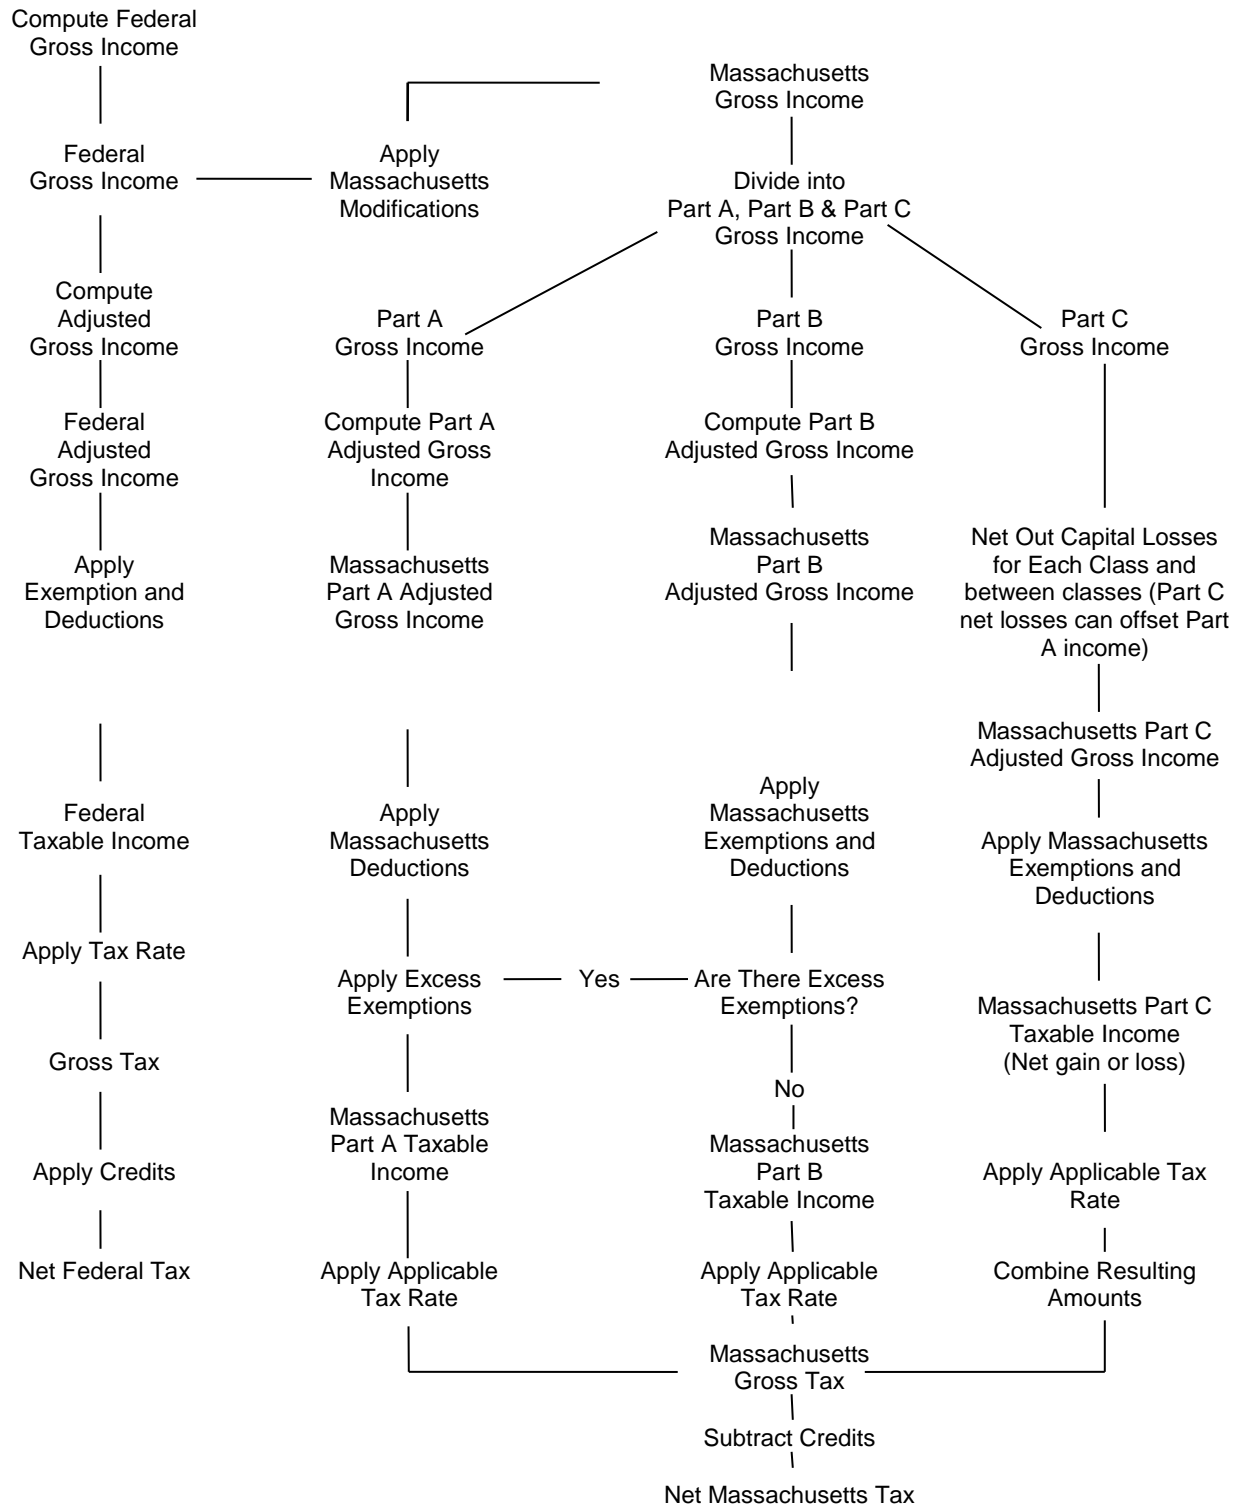 Compute Federal
Gross Income
Massachusetts
Gross Income
Federal
Gross Income
Apply
Massachusetts
Modifications
Divide into
Part A, Part B & Part C
Gross Income
Compute
Adjusted
Gross Income
Part A
Gross Income
Part B
Gross Income
Part C
Gross Income
Federal
Adjusted
Gross Income
Compute Part A
Adjusted Gross
Income
Compute Part B
Adjusted Gross Income
Apply
Exemption and
Deductions
Massachusetts
Part A Adjusted
Gross Income
Massachusetts
Part B
Adjusted Gross Income
Net Out Capital Losses
for Each Class and
between classes (Part C
net losses can offset Part
A income)
Massachusetts Part C
Adjusted Gross Income
Federal
Taxable Income
Apply
Massachusetts
Deductions
Apply
Massachusetts
Exemptions and
Deductions
Apply Massachusetts
Exemptions and
Deductions
Apply Tax Rate
Apply Excess
Exemptions
Yes
Are There Excess
Exemptions?
Massachusetts Part C
Taxable Income
(Net gain or loss)
Gross Tax
No
Massachusetts
Part A Taxable
Income
Massachusetts
Part B
Taxable Income
Apply Credits
Apply Applicable Tax
Rate
Net Federal Tax
Apply Applicable
Tax Rate
Apply Applicable
Tax Rate
Combine Resulting
Amounts
Massachusetts
Gross Tax
Subtract Credits
Net Massachusetts Tax